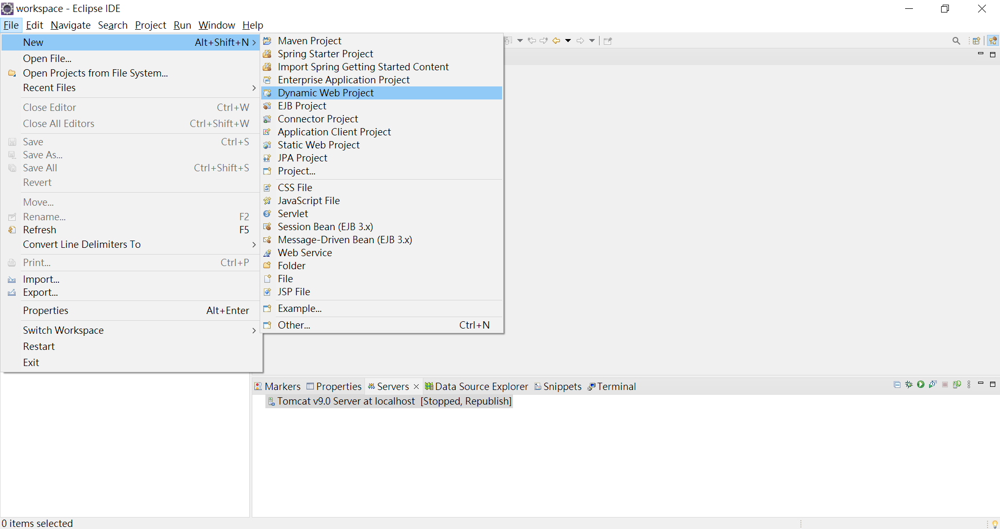 workspace - Eclipse IDE
File Edit Navigate Search Project Run Window Help
New Alt+Shift+N
Open File...
Open Projects from File System...
Recent Files
Close Editor Ctrl+W
Close All Editors Ctrl+Shift+W
Save Ctrl+S
Save As...
Save All Ctrl+Shift+S
Revert
Move...
Rename... F2
Refresh F5
Convert Line Delimiters To
Print... Ctrl+P
Import...
Export...
Properties Alt+Enter
Switch Workspace
Restart
Exit
Maven Project
Spring Starter Project
Import Spring Getting Started Content
Enterprise Application Project
Dynamic Web Project
EJB Project
Connector Project
Application Client Project
Static Web Project
JPA Project
Project...
CSS File
JavaScript File
Servlet
Session Bean (EJB 3.x)
Message-Driven Bean (EJB 3.x)
Web Service
Folder
File
JSP File
Example...
Other... Ctrl+N
Markers Properties Servers Data Source Explorer Snippets Terminal
Tomcat v9.0 Server at localhost [Stopped, Republish]
0 items selected